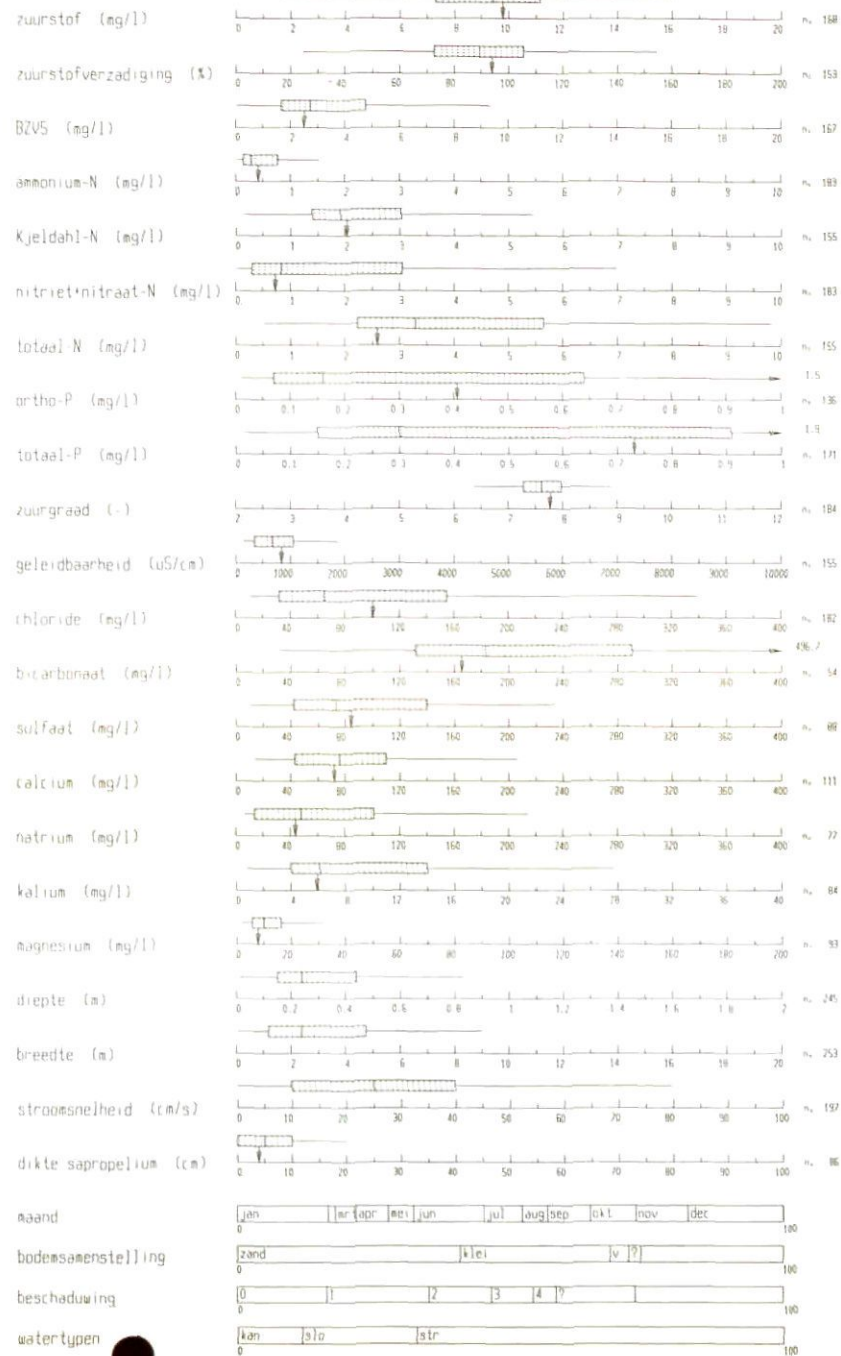 zuurstof (mg/l) 0 2 4 6 8 10 12 14 16 18 20 n. 168
zuurstofverzadiging (%) 0 20 40 60 80 100 120 140 160 180 200 n. 153
BZV5 (mg/l) 0 2 4 6 8 10 12 14 16 18 20 n. 167
ammonium-N (mg/l) 0 1 2 3 4 5 6 7 8 9 10 n. 183
Kjeldahl-N (mg/l) 0 1 2 3 4 5 6 7 8 9 10 n. 155
nitriet+nitraat-N (mg/l) 0 1 2 3 4 5 6 7 8 9 10 n. 183
totaal-N (mg/l) 0 1 2 3 4 5 6 7 8 9 10 n. 155
1.5
ortho-P (mg/l) 0 0.1 0.2 0.3 0.4 0.5 0.6 0.7 0.8 0.9 1 n. 136
1.9
totaal-P (mg/l) 0 0.1 0.2 0.3 0.4 0.5 0.6 0.7 0.8 0.9 1 n. 171
zuurgraad (-) 2 3 4 5 6 7 8 9 10 11 12 n. 184
geleidbaarheid (uS/cm) 0 1000 2000 3000 4000 5000 6000 7000 8000 9000 10000 n. 155
chloride (mg/l) 0 40 80 120 160 200 240 280 320 360 400 n. 182
496.7
bicarbonaat (mg/l) 0 40 80 120 160 200 240 280 320 360 400 n. 54
sulfaat (mg/l) 0 40 80 120 160 200 240 280 320 360 400 n.
calcium (mg/l) 0 40 80 120 160 200 240 280 320 360 400 n. 111
natrium (mg/l) 0 40 80 120 160 200 240 280 320 360 400 n. 77
kalium (mg/l) 0 4 8 12 16 20 24 28 32 36 40 n. 84
magnesium (mg/l) 0 20 40 60 80 100 120 140 160 180 200 n. 93
diepte (m) 0 0.2 0.4 0.6 0.8 1 1.2 1.4 1.6 1.8 2 n. 245
breedte (m) 0 2 4 6 8 10 12 14 16 18 20 n. 253
stroomsnelheid (cm/s) 0 10 20 30 40 50 60 70 80 90 100 n. 197
dikte sapropelium (cm) 0 10 20 30 40 50 60 70 80 90 100 n. 86
maand jan mrt apr mei jun jul aug sep okt nov dec
0 100
bodemsamenstelling zand klei v ?
0 100
beschaduwing 0 1 2 3 4 ?
0 100
watertypen kan slo str
0 100